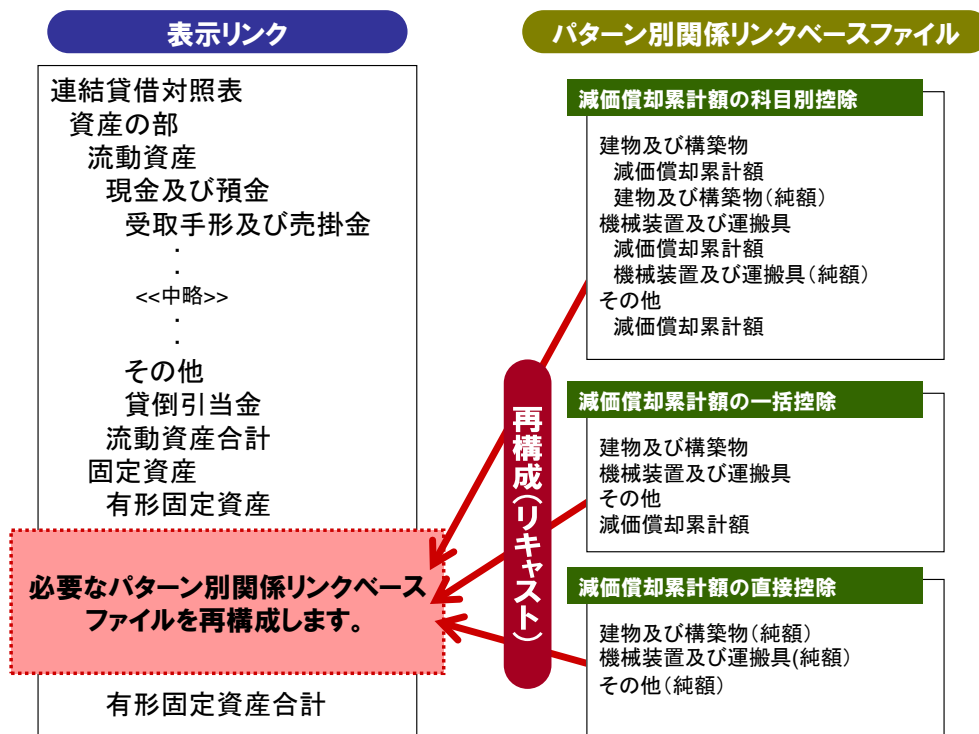 表示リンク
連結貸借対照表
資産の部
流動資産
現金及び預金
受取手形及び売掛金
・
・
<<中略>>
・
・
その他
貸倒引当金
流動資産合計
固定資産
有形固定資産
必要なパターン別関係リンクベース
ファイルを再構成します。
有形固定資産合計
再構成(リキャスト)
パターン別関係リンクベースファイル
減価償却累計額の科目別控除
建物及び構築物
減価償却累計額
建物及び構築物(純額)
機械装置及び運搬具
減価償却累計額
機械装置及び運搬具(純額)
その他
減価償却累計額
減価償却累計額の一括控除
建物及び構築物
機械装置及び運搬具
その他
減価償却累計額
減価償却累計額の直接控除
建物及び構築物(純額)
機械装置及び運搬具(純額)
その他(純額)